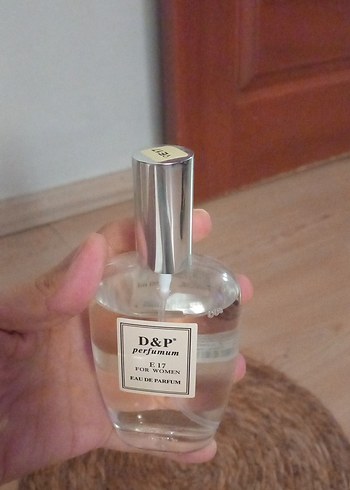 D&P®
perfumum
E 17
FOR WOMEN
EAU DE PARFUM